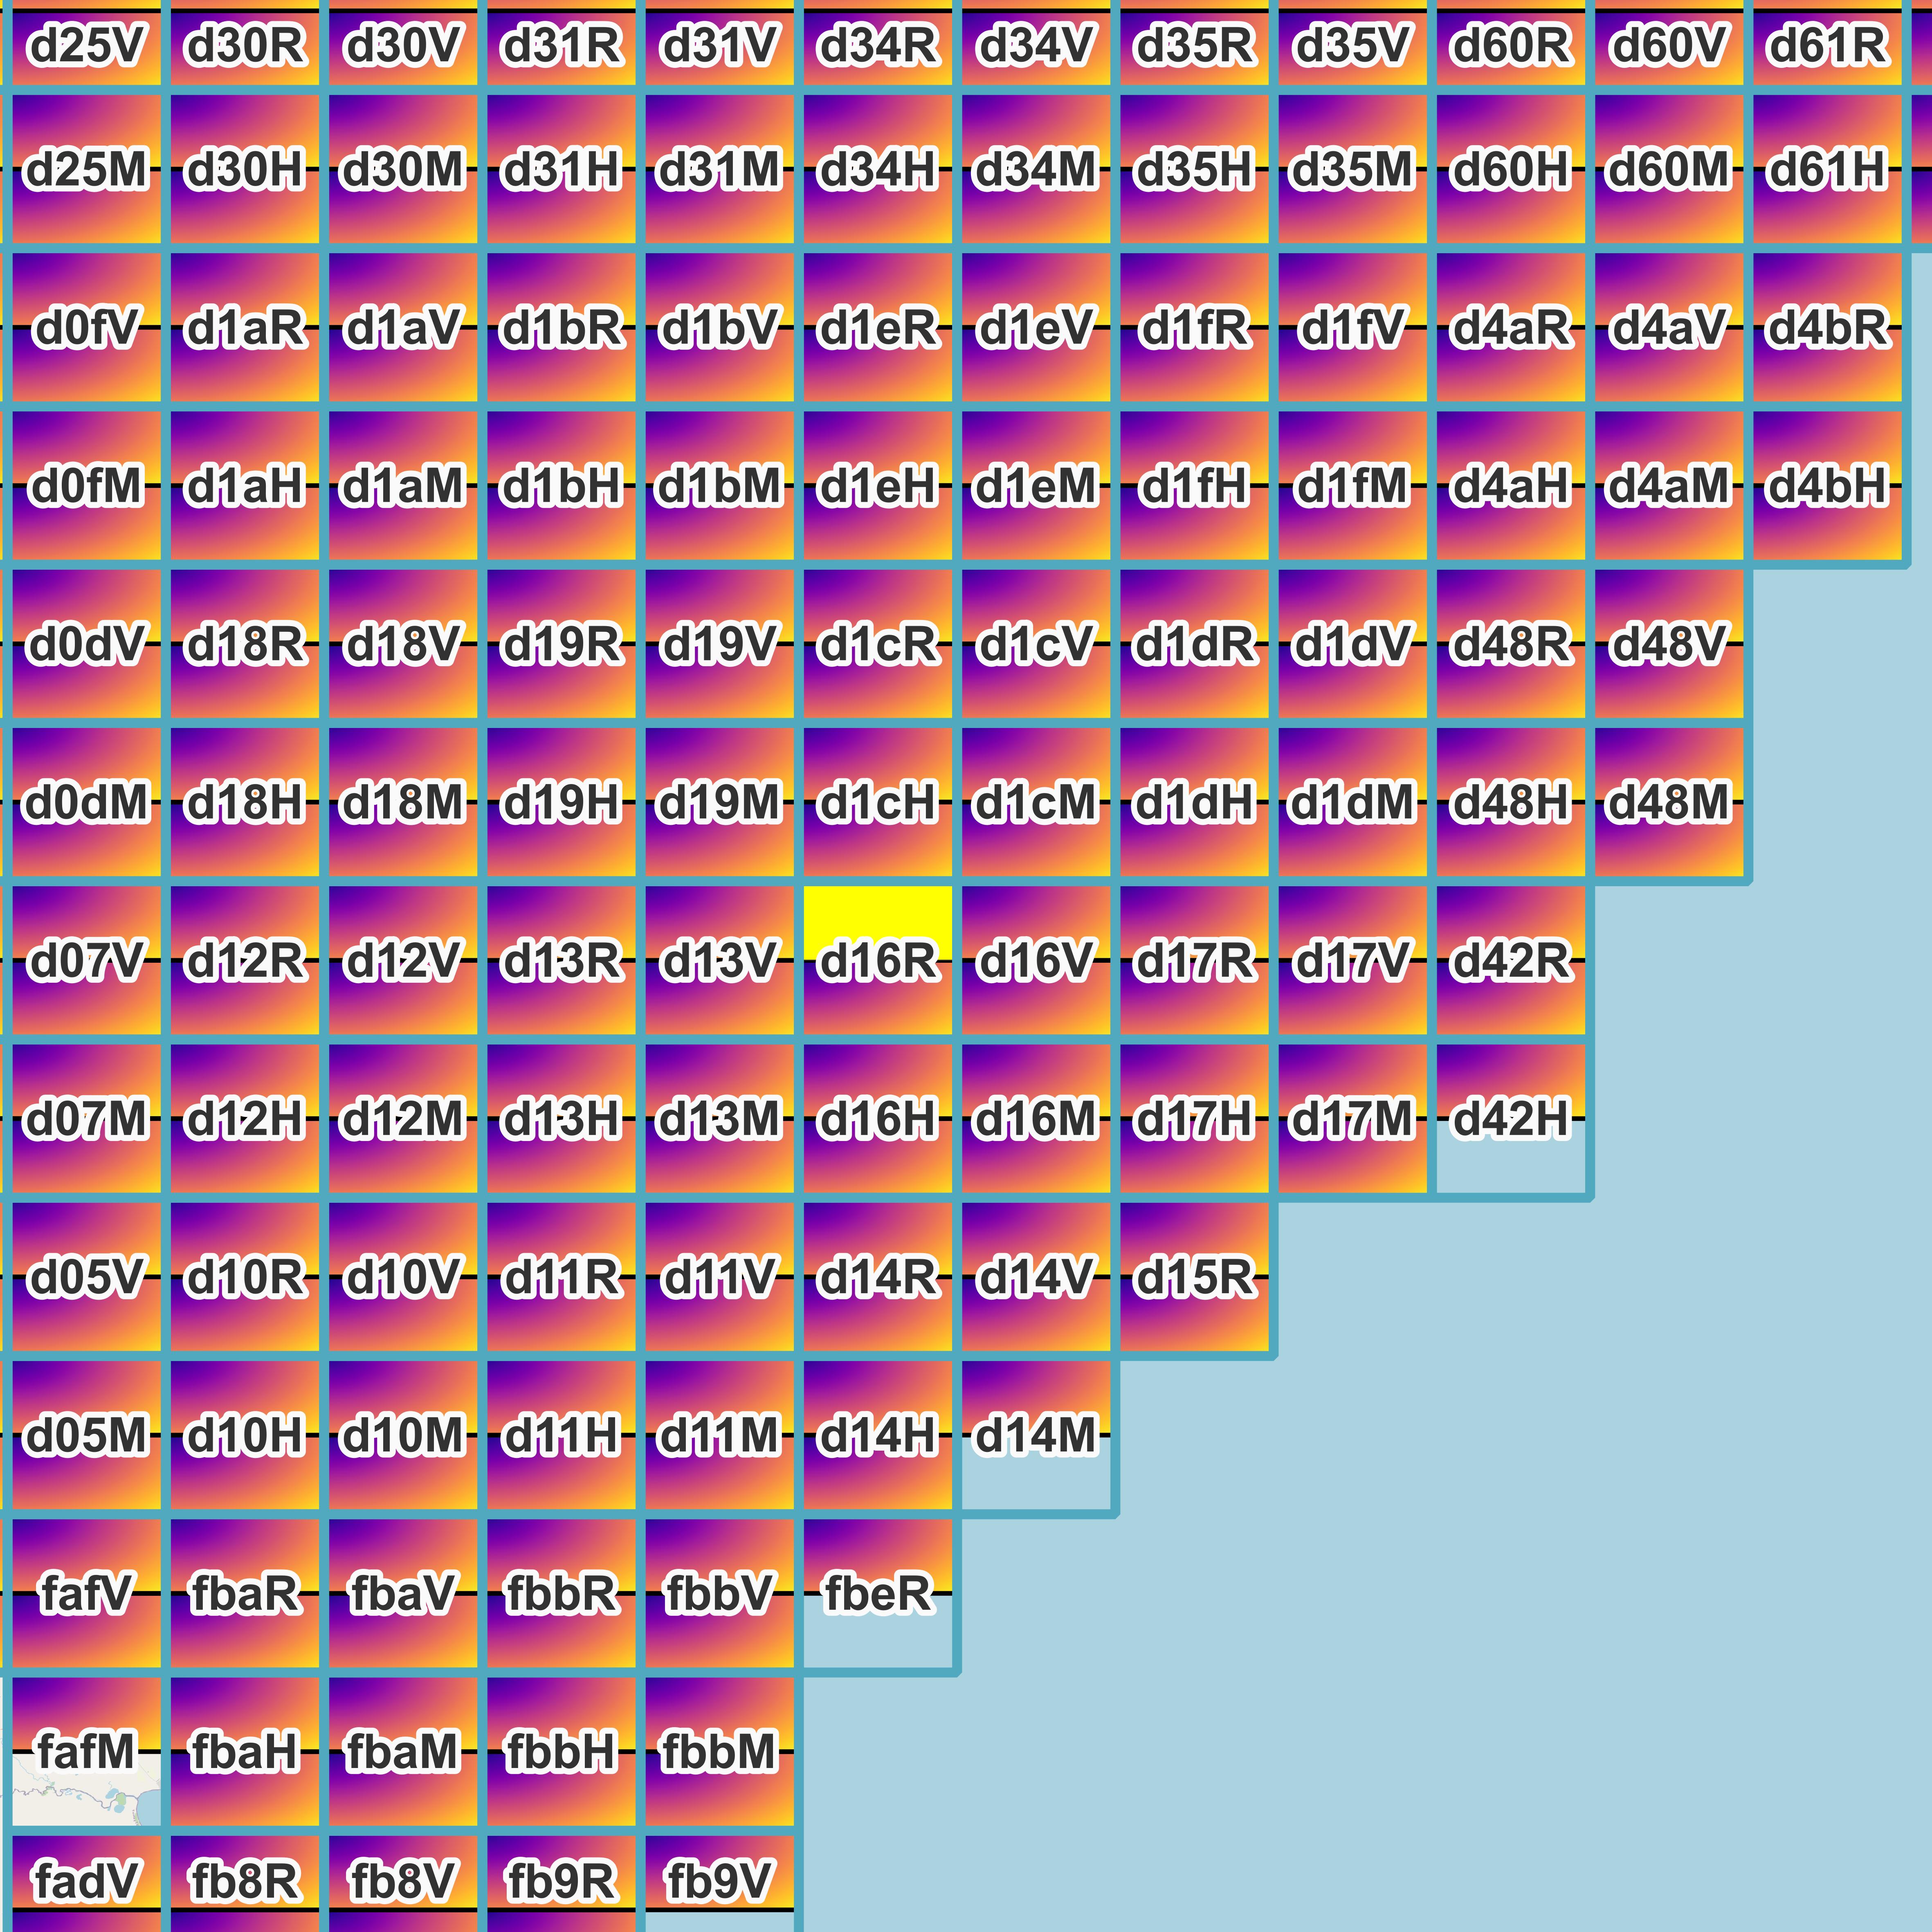 d25V d30R d30V d31R d31V d34R d34V d35R d35V d60R d60V d61R
d25M d30H d30M d31H d31M d34H d34M d35H d35M d60H d60M d61H
d0fV d1aR d1aV d1bR d1bV d1eR d1eV d1fR d1fV d4aR d4aV d4bR
d0fM d1aH d1aM d1bH d1bM d1eH d1eM d1fH d1fM d4aH d4aM d4bH
d0dV d18R d18V d19R d19V d1cR d1cV d1dR d1dV d48R d48V
d0dM d18H d18M d19H d19M d1cH d1cM d1dH d1dM d48H d48M
d07V d12R d12V d13R d13V d16R d16V d17R d17V d42R
d07M d12H d12M d13H d13M d16H d16M d17H d17M d42H
d05V d10R d10V d11R d11V d14R d14V d15R
d05M d10H d10M d11H d11M d14H d14M
fafV fbaR fbaV fbbR fbbV fbeR
fafM fbaH fbaM fbbH fbbM
fadV fb8R fb8V fb9R fb9V